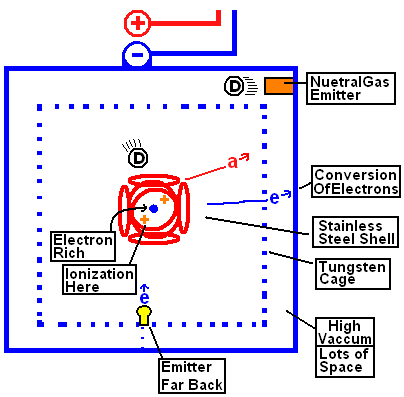 +
−
D
NuetralGas
Emitter
D
a
Conversion
OfElectrons
e
Stainless
Steel Shell
Electron
Rich
Ionization
Here
Tungsten
Cage
e
High
Vaccum
Lots of
Space
Emitter
Far Back